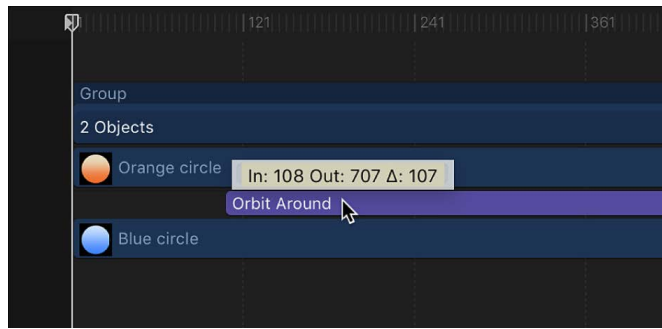 121 241 361
Group
2 Objects
Orange circle
In: 108 Out: 707 Δ: 107
Orbit Around
Blue circle